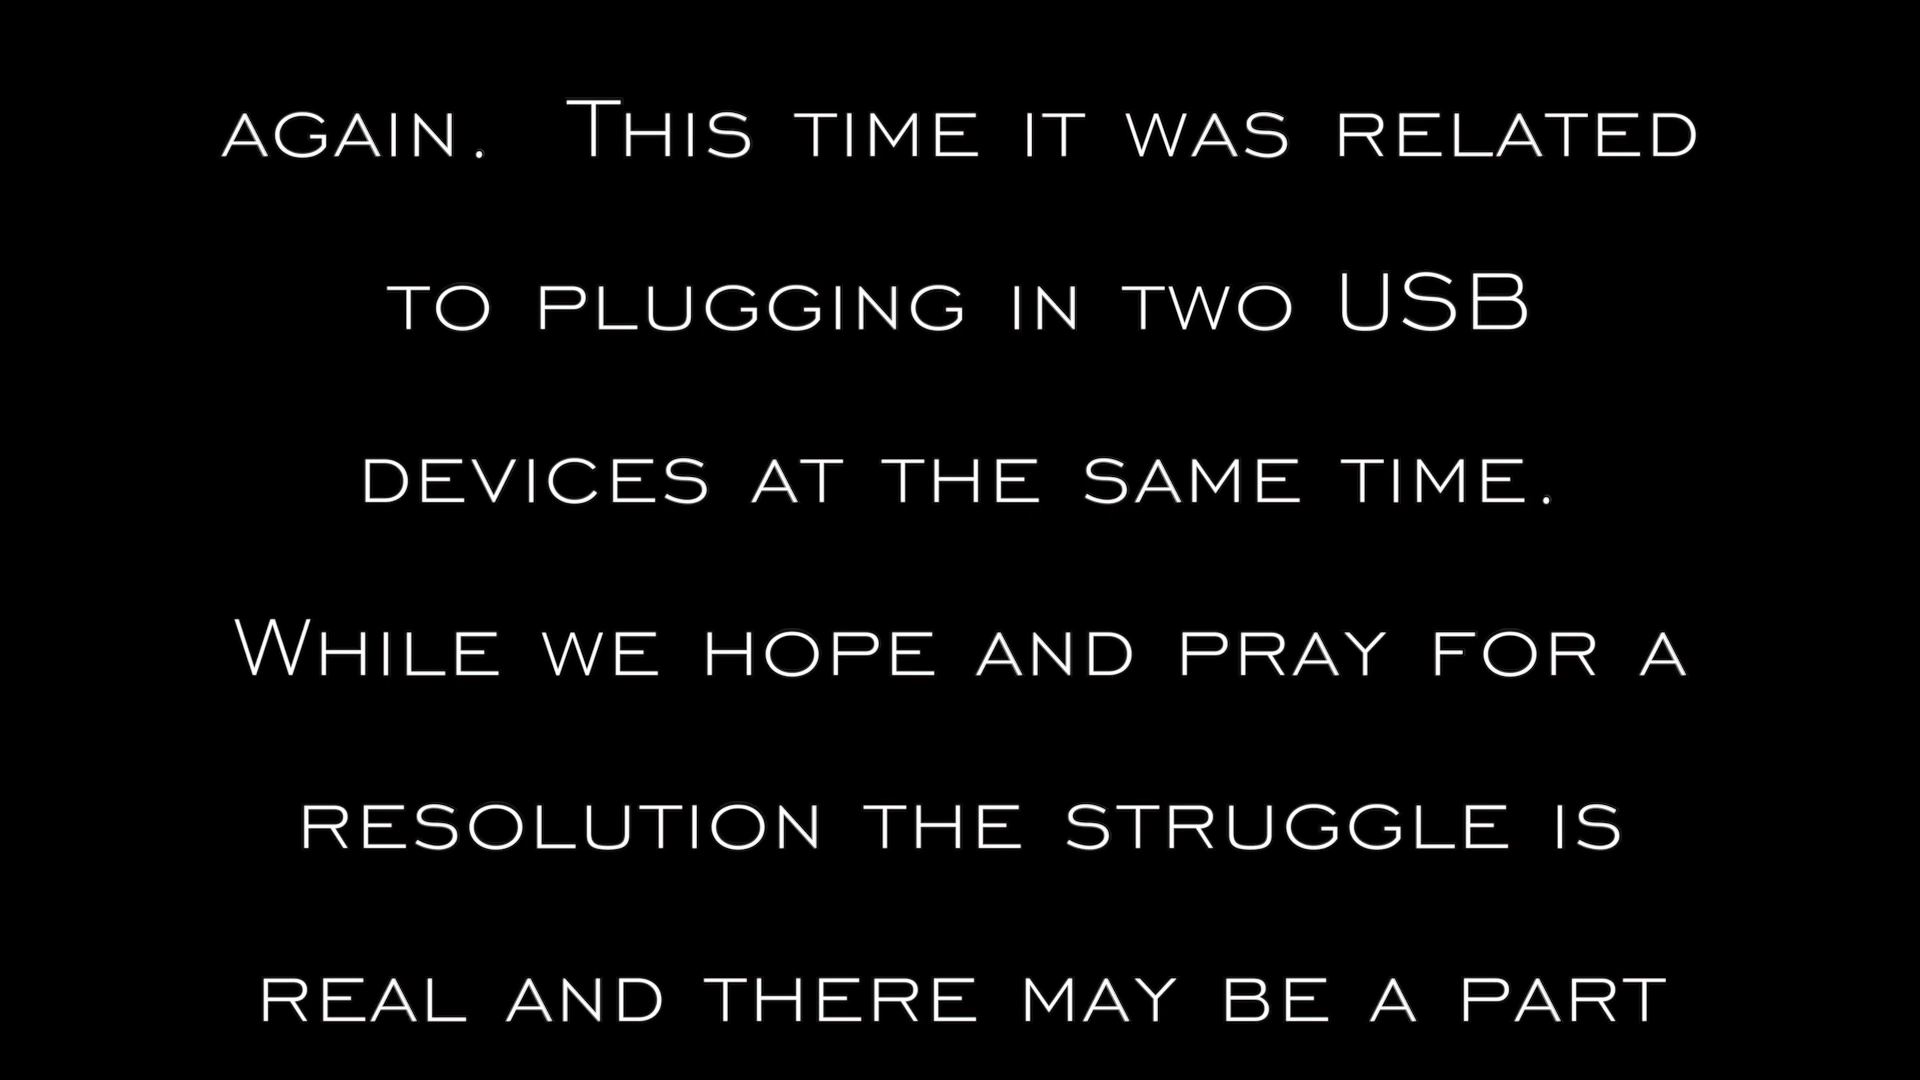 again.  This time it was related
to plugging in two USB
devices at the same time.
While we hope and pray for a
resolution the struggle is
real and there may be a part